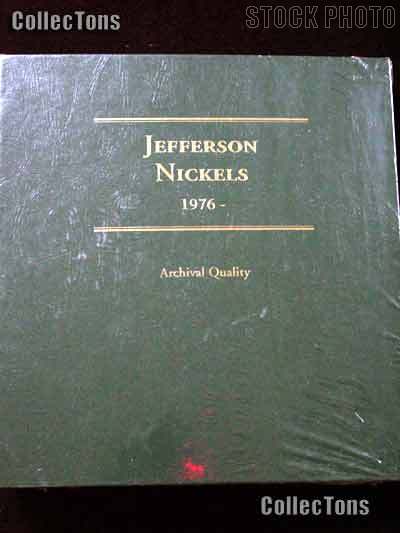 CollecTons
STOCK PHOTO
JEFFERSON
NICKELS
1976 -
Archival Quality
CollecTons